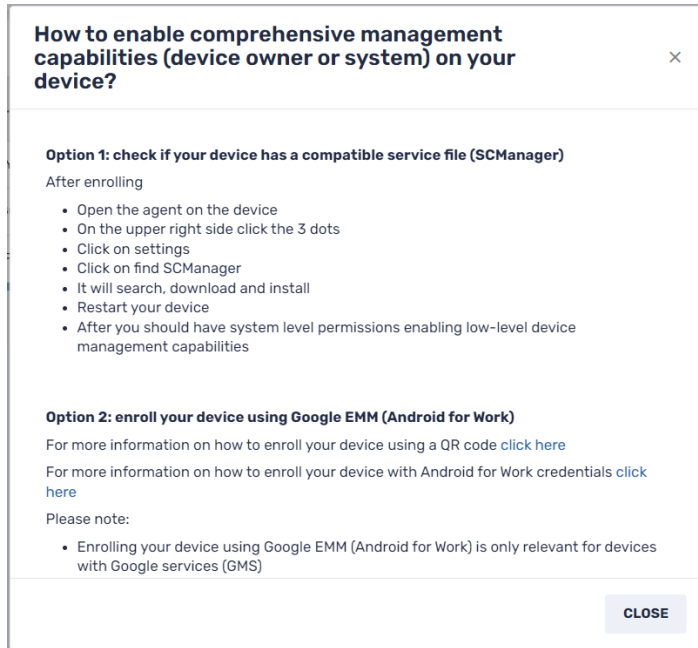 How to enable comprehensive management
capabilities (device owner or system) on your
device?
×
Option 1: check if your device has a compatible service file (SCManager)
After enrolling
• Open the agent on the device
• On the upper right side click the 3 dots
• Click on settings
• Click on find SCManager
• It will search, download and install
• Restart your device
• After you should have system level permissions enabling low-level device
management capabilities
Option 2: enroll your device using Google EMM (Android for Work)
For more information on how to enroll your device using a QR code click here
For more information on how to enroll your device with Android for Work credentials click
here
Please note:
• Enrolling your device using Google EMM (Android for Work) is only relevant for devices
with Google services (GMS)
CLOSE